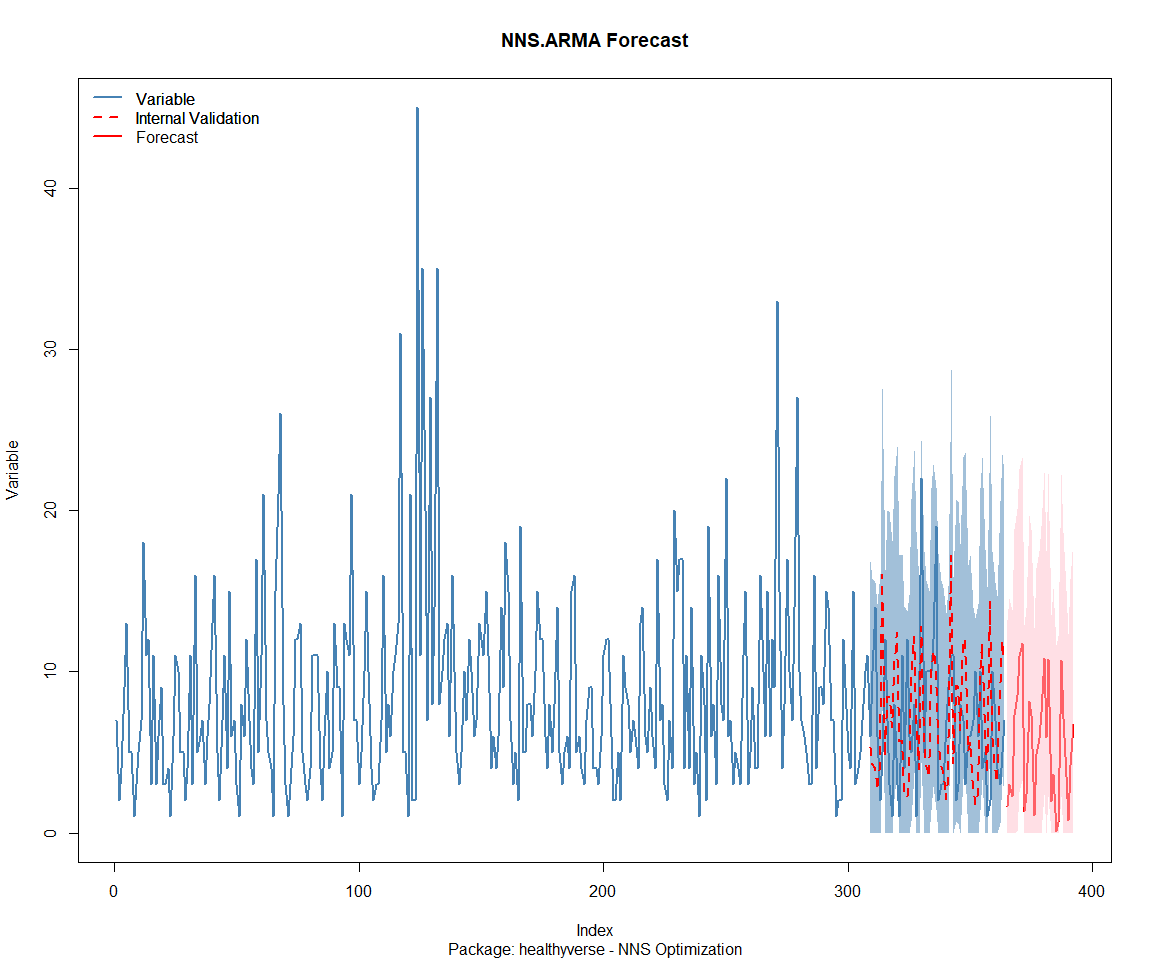 NNS.ARMA Forecast
Variable
Internal Validation
Forecast
Variable
40
30
20
10
0
0
100
200
300
400
Index
Package: healthyverse - NNS Optimization